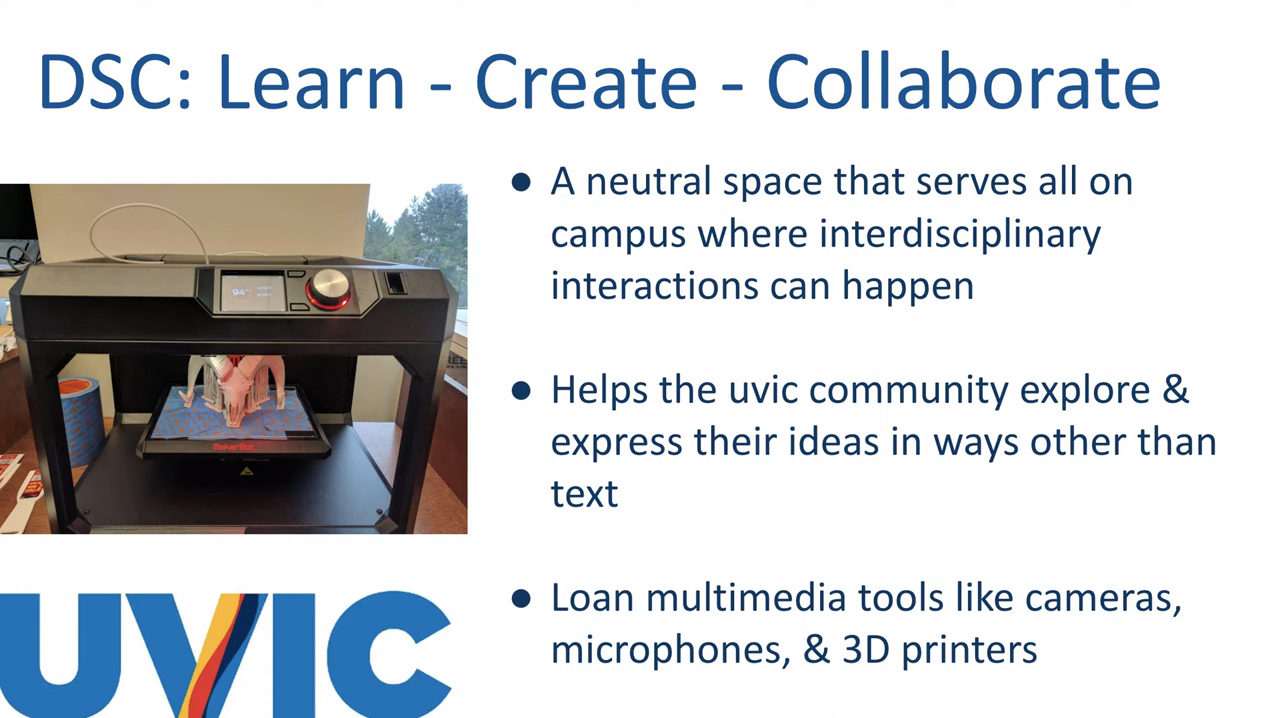 DSC: Learn - Create - Collaborate
● A neutral space that serves all on
campus where interdisciplinary
interactions can happen
94°
MakerBot
● Helps the uvic community explore &
express their ideas in ways other than
text
● Loan multimedia tools like cameras,
microphones, & 3D printers
UVIC